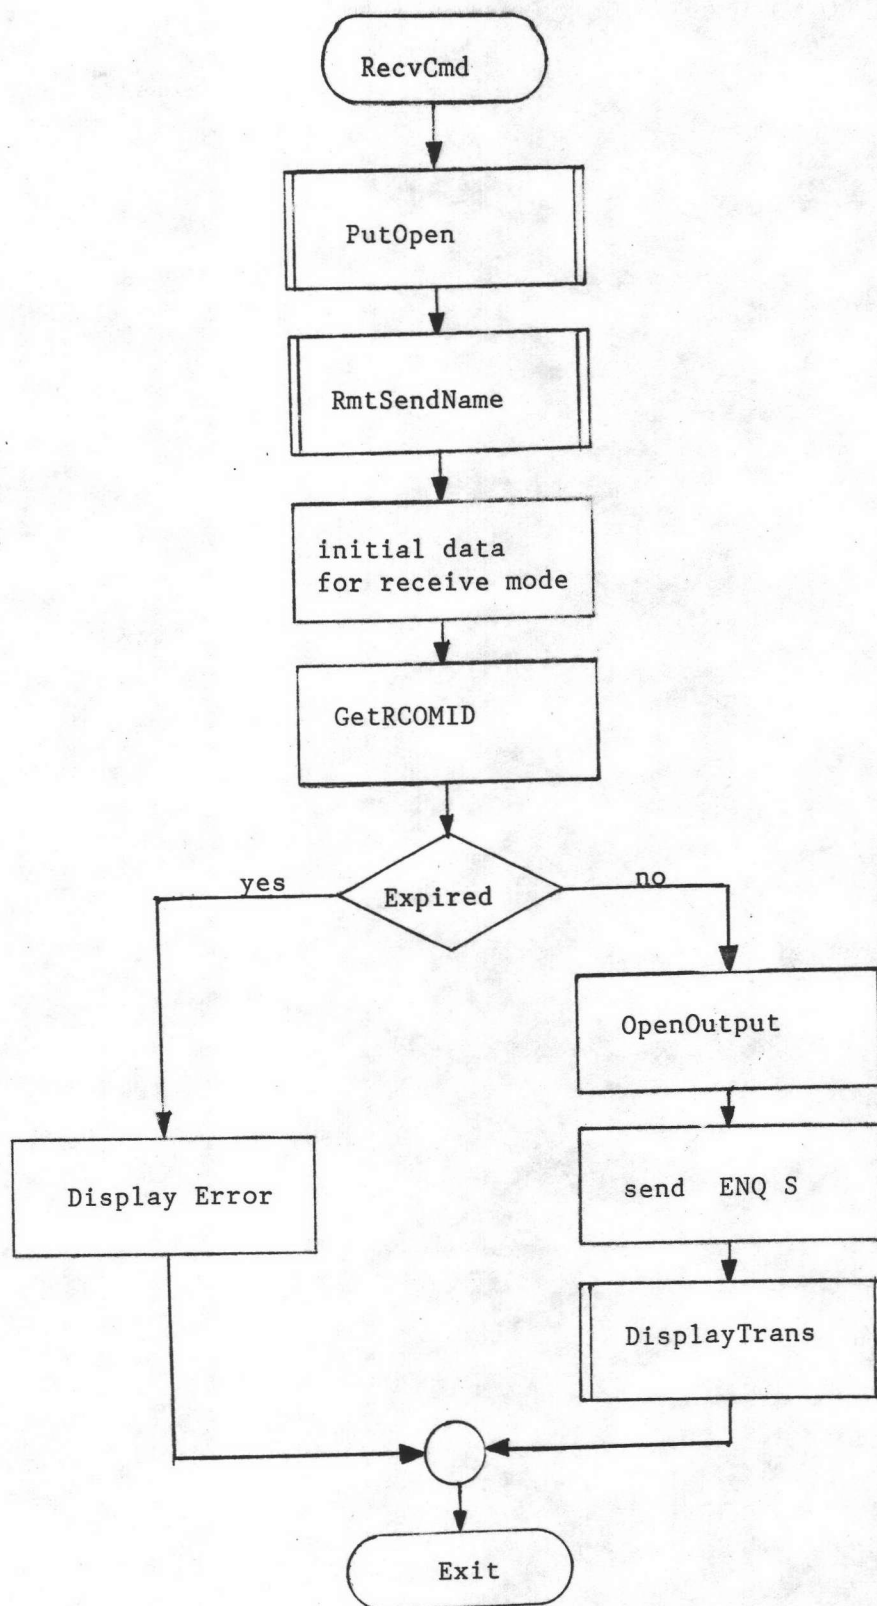 RecvCmd
PutOpen
RmtSendName
initial data
for receive mode
GetRCOMID
Expired
yes
no
OpenOutput
send ENQ S
Display Error
DisplayTrans
Exit